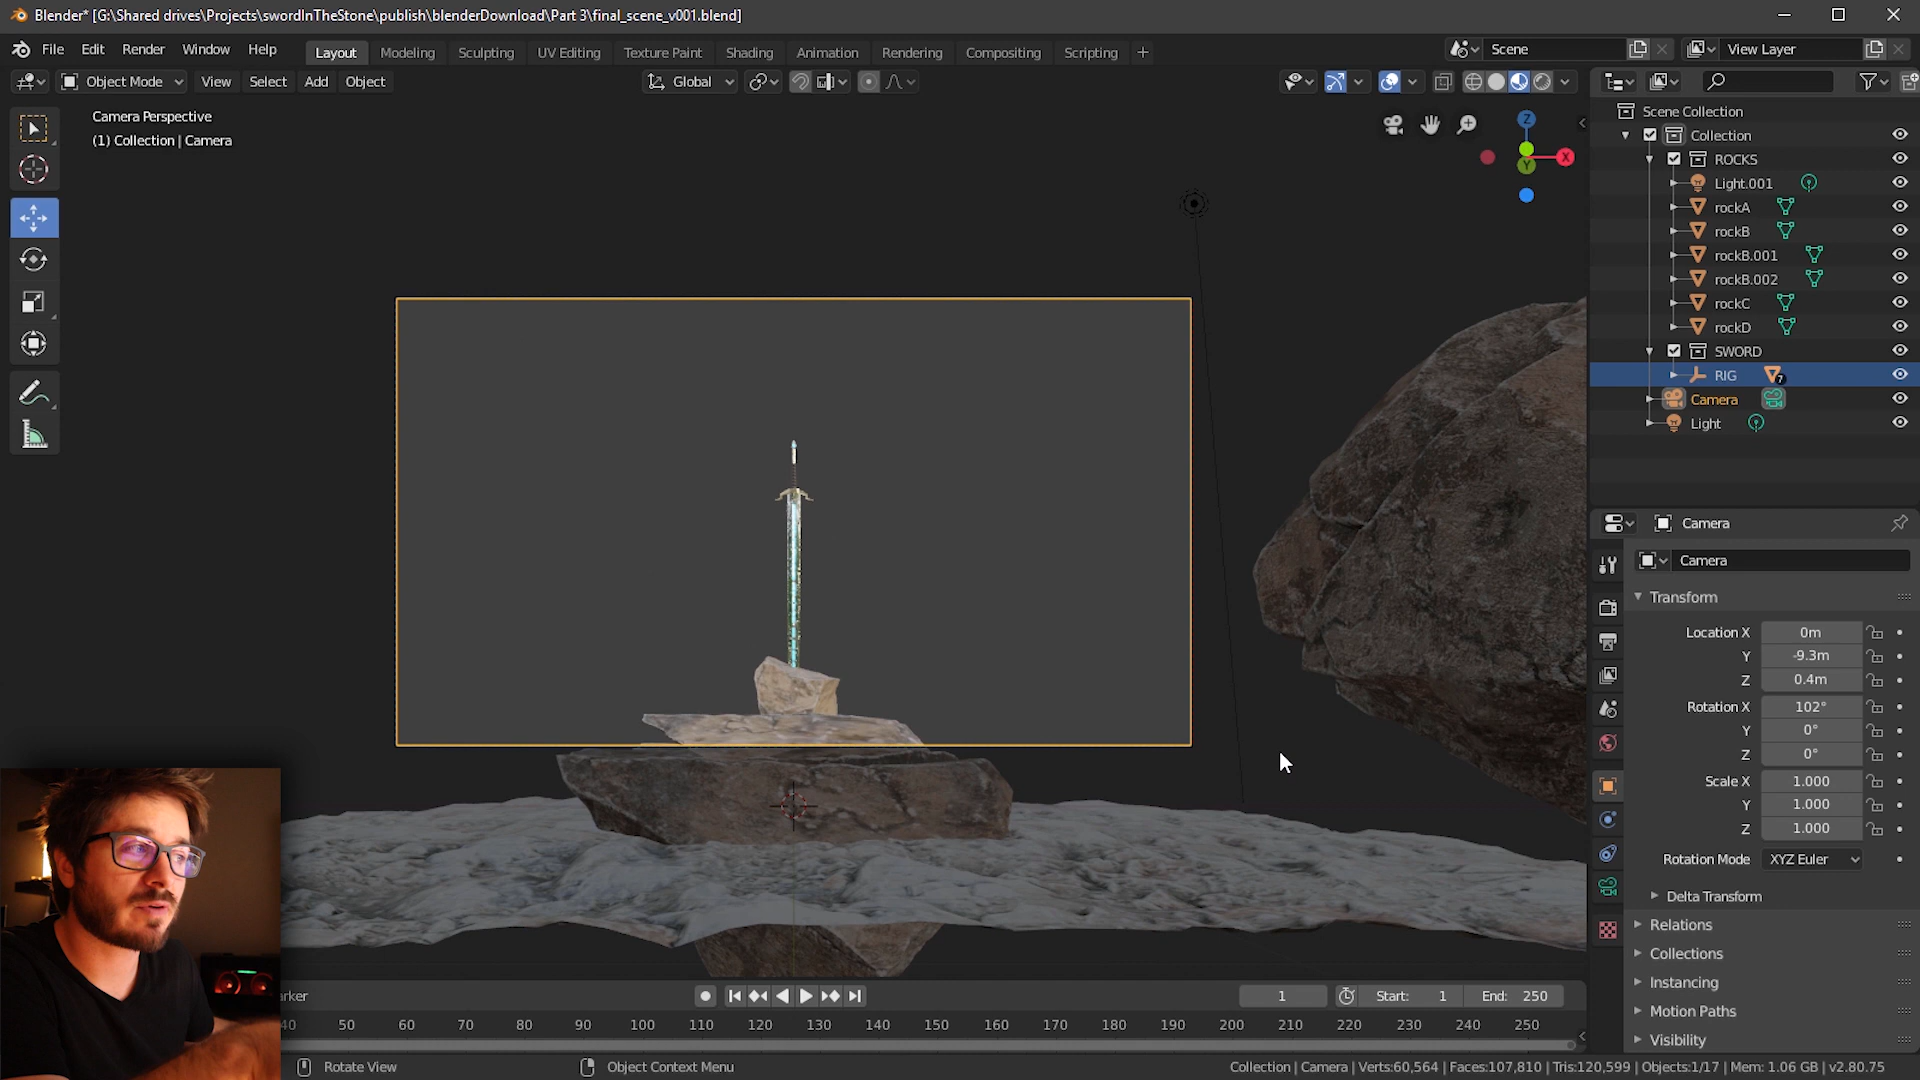 Blender* [G:\Shared drives\Projects\swordInTheStone\publish\blenderDownload\Part 3\final_scene_v001.blend]
File Edit Render Window Help Layout Modeling Sculpting UV Editing Texture Paint Shading Animation Rendering Compositing Scripting + Scene View Layer
Object Mode View Select Add Object Global
Camera Perspective
(1) Collection | Camera
Z
X
Y
Scene Collection
Collection
ROCKS
Light.001
rockA
rockB
rockB.001
rockB.002
rockC
rockD
SWORD
RIG 7
Camera
Light
Camera
Camera
Transform
Location X 0m
Y -9.3m
Z 0.4m
Rotation X 102°
Y 0°
Z 0°
Scale X 1.000
Y 1.000
Z 1.000
Rotation Mode XYZ Euler
Delta Transform
Relations
Collections
Instancing
Motion Paths
Visibility
arker 1 Start: 1 End: 250
40 50 60 70 80 90 100 110 120 130 140 150 160 170 180 190 200 210 220 230 240 250
Rotate View Object Context Menu Collection | Camera | Verts:60,564 | Faces:107,810 | Tris:120,599 | Objects:1/17 | Mem: 1.06 GB | v2.80.75